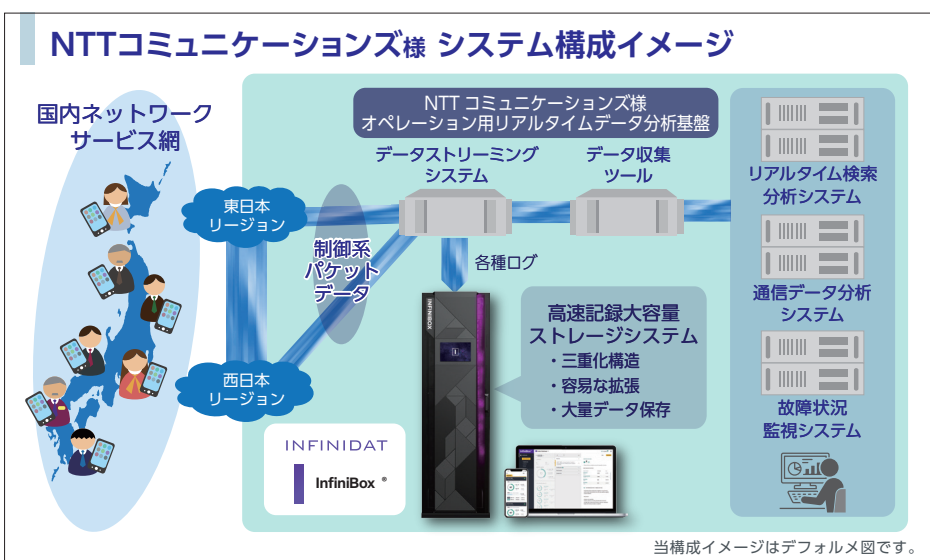 NTTコミュニケーションズ様 システム構成イメージ
国内ネットワーク
サービス網
NTT コミュニケーションズ様
オペレーション用リアルタイムデータ分析基盤
データストリーミング
システム
データ収集
ツール
リアルタイム検索
分析システム
東日本
リージョン
制御系
パケット
データ
各種ログ
通信データ分析
システム
INFINIBOX
高速記録大容量
ストレージシステム
・三重化構造
・容易な拡張
・大量データ保存
西日本
リージョン
故障状況
監視システム
INFINIDAT
InfiniBox ®
当構成イメージはデフォルメ図です。